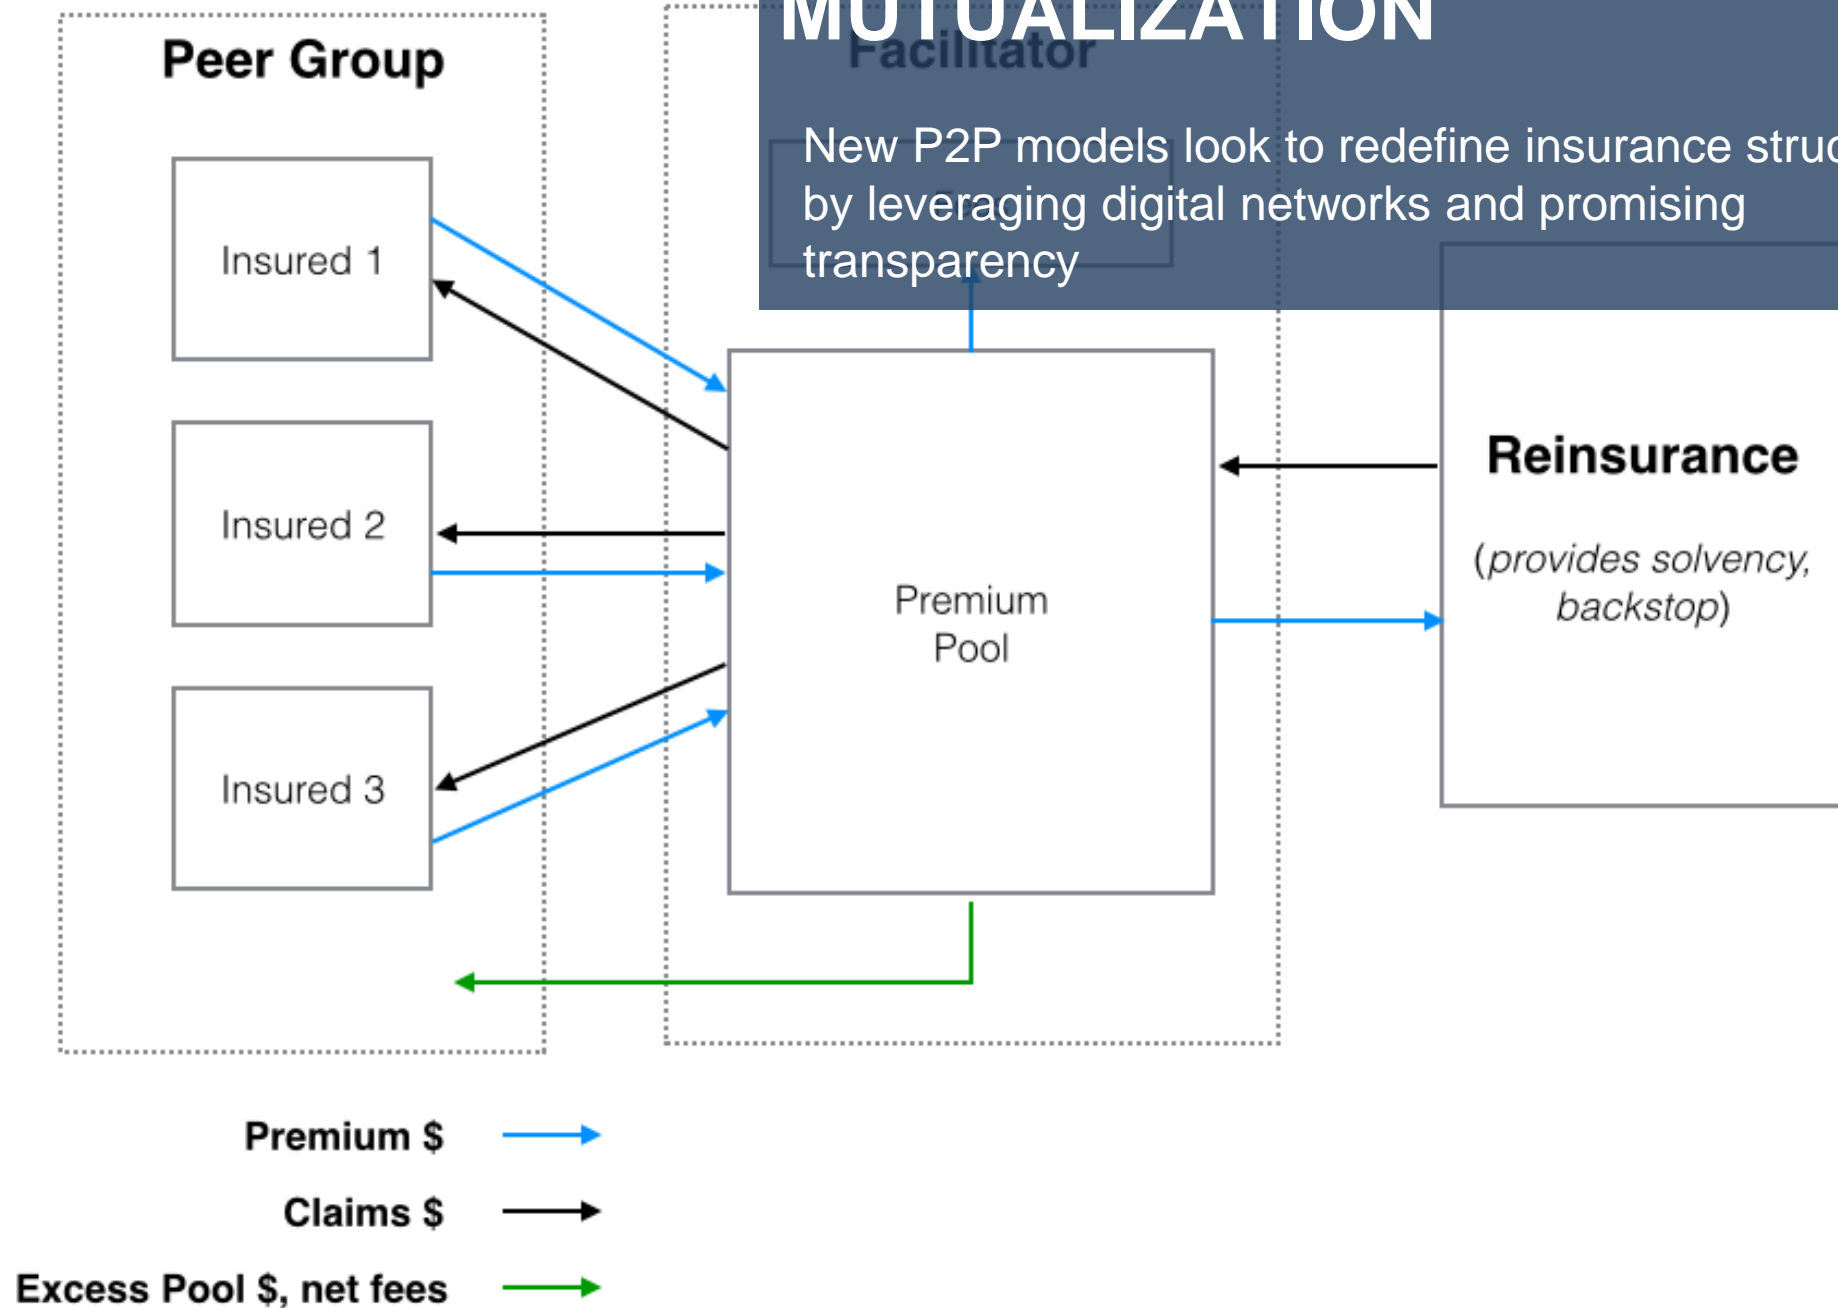 MUTUALIZATION
Peer Group
Facilitator
New P2P models look to redefine insurance struc
by leveraging digital networks and promising
transparency
Insured 1
Reinsurance
(provides solvency,
backstop)
Insured 2
Premium
Pool
Insured 3
Premium $
Claims $
Excess Pool $, net fees